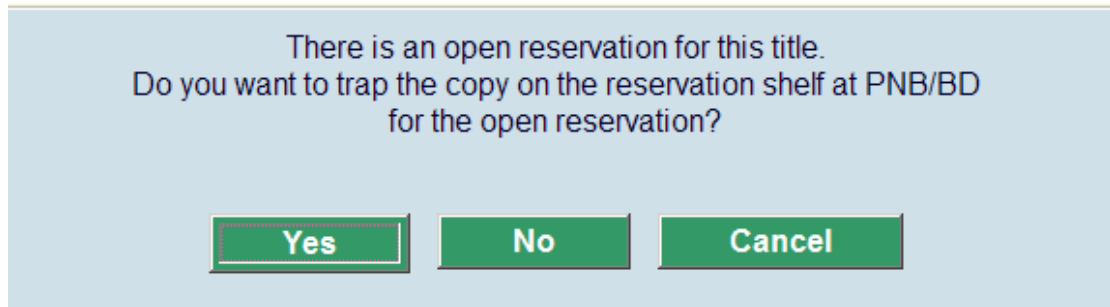 There is an open reservation for this title.
Do you want to trap the copy on the reservation shelf at PNB/BD
for the open reservation?
Yes No Cancel